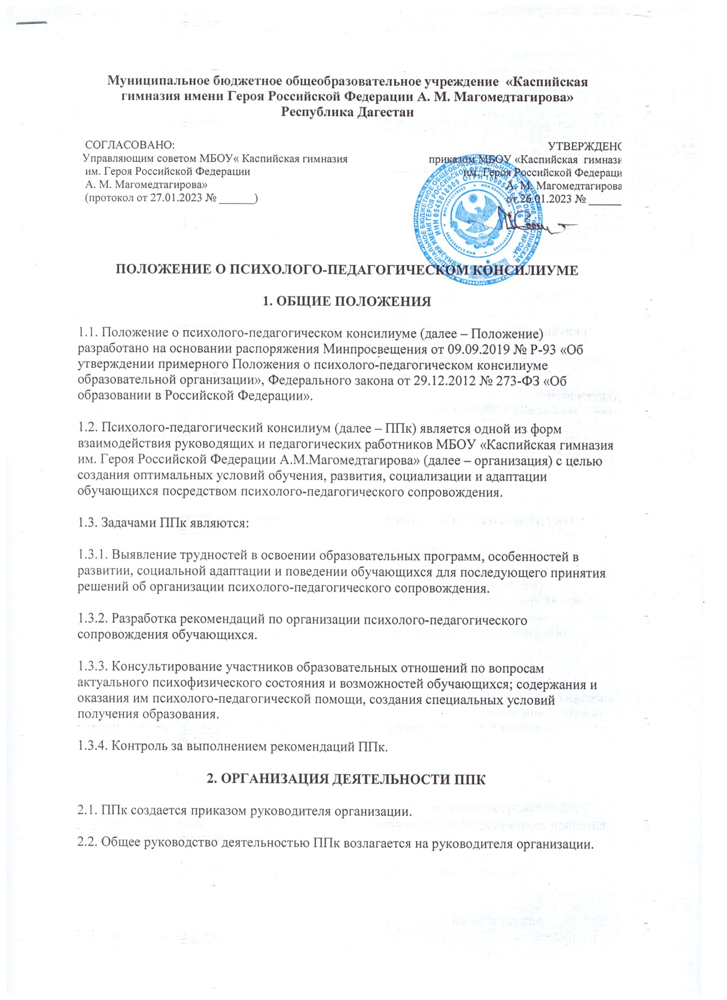 Муниципальное бюджетное общеобразовательное учреждение «Каспийская
гимназия имени Героя Российской Федерации А. М. Магомедтагирова»
Республика Дагестан
СОГЛАСОВАНО:
Управляющим советом МБОУ« Каспийская гимназия
им. Героя Российской Федерации
А. М. Магомедтагирова»
(протокол от 27.01.2023 № ______)
УТВЕРЖДЕНО
приказом МБОУ «Каспийская гимнази
им. Героя Российской Федераци
А. М. Магомедтагирова
от 26.01.2023 № ______
ИНН 0545018905
ПОЛОЖЕНИЕ О ПСИХОЛОГО-ПЕДАГОГИЧЕСКОМ КОНСИЛИУМЕ
1. ОБЩИЕ ПОЛОЖЕНИЯ
1.1. Положение о психолого-педагогическом консилиуме (далее – Положение)
разработано на основании распоряжения Минпросвещения от 09.09.2019 № Р-93 «Об
утверждении примерного Положения о психолого-педагогическом консилиуме
образовательной организации», Федерального закона от 29.12.2012 № 273-ФЗ «Об
образовании в Российской Федерации».
1.2. Психолого-педагогический консилиум (далее – ППк) является одной из форм
взаимодействия руководящих и педагогических работников МБОУ «Каспийская гимназия
им. Героя Российской Федерации А.М.Магомедтагирова» (далее – организация) с целью
создания оптимальных условий обучения, развития, социализации и адаптации
обучающихся посредством психолого-педагогического сопровождения.
1.3. Задачами ППк являются:
1.3.1. Выявление трудностей в освоении образовательных программ, особенностей в
развитии, социальной адаптации и поведении обучающихся для последующего принятия
решений об организации психолого-педагогического сопровождения.
1.3.2. Разработка рекомендаций по организации психолого-педагогического
сопровождения обучающихся.
1.3.3. Консультирование участников образовательных отношений по вопросам
актуального психофизического состояния и возможностей обучающихся; содержания и
оказания им психолого-педагогической помощи, создания специальных условий
получения образования.
1.3.4. Контроль за выполнением рекомендаций ППк.
2. ОРГАНИЗАЦИЯ ДЕЯТЕЛЬНОСТИ ППК
2.1. ППк создается приказом руководителя организации.
2.2. Общее руководство деятельностью ППк возлагается на руководителя организации.